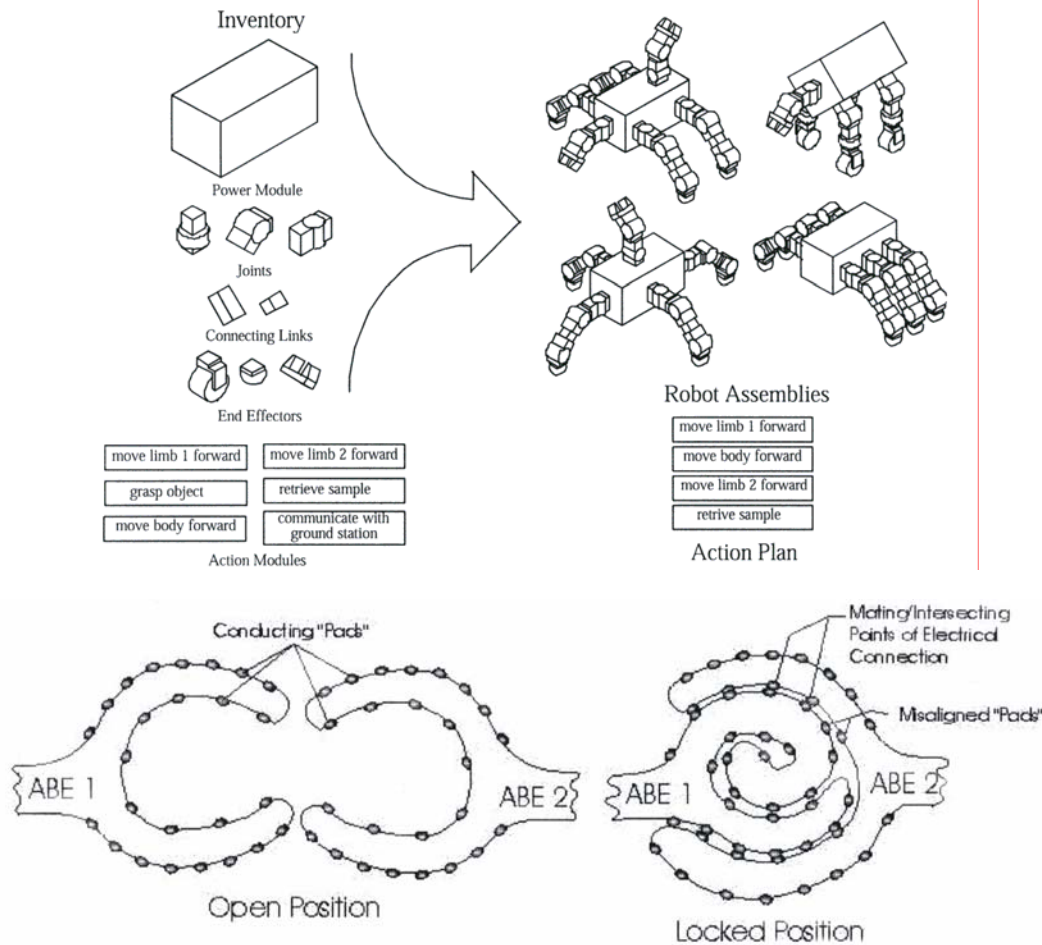 Inventory
Power Module
Joints
Connecting Links
End Effectors
move limb 1 forward
move limb 2 forward
grasp object
retrieve sample
move body forward
communicate with
ground station
Action Modules
Robot Assemblies
move limb 1 forward
move body forward
move limb 2 forward
retrive sample
Action Plan
Conducting "Pads"
ABE 1
ABE 2
Open Position
Mating/Intersecting
Points of Electrical
Connection
Misaligned "Pads"
ABE 1
ABE 2
Locked Position